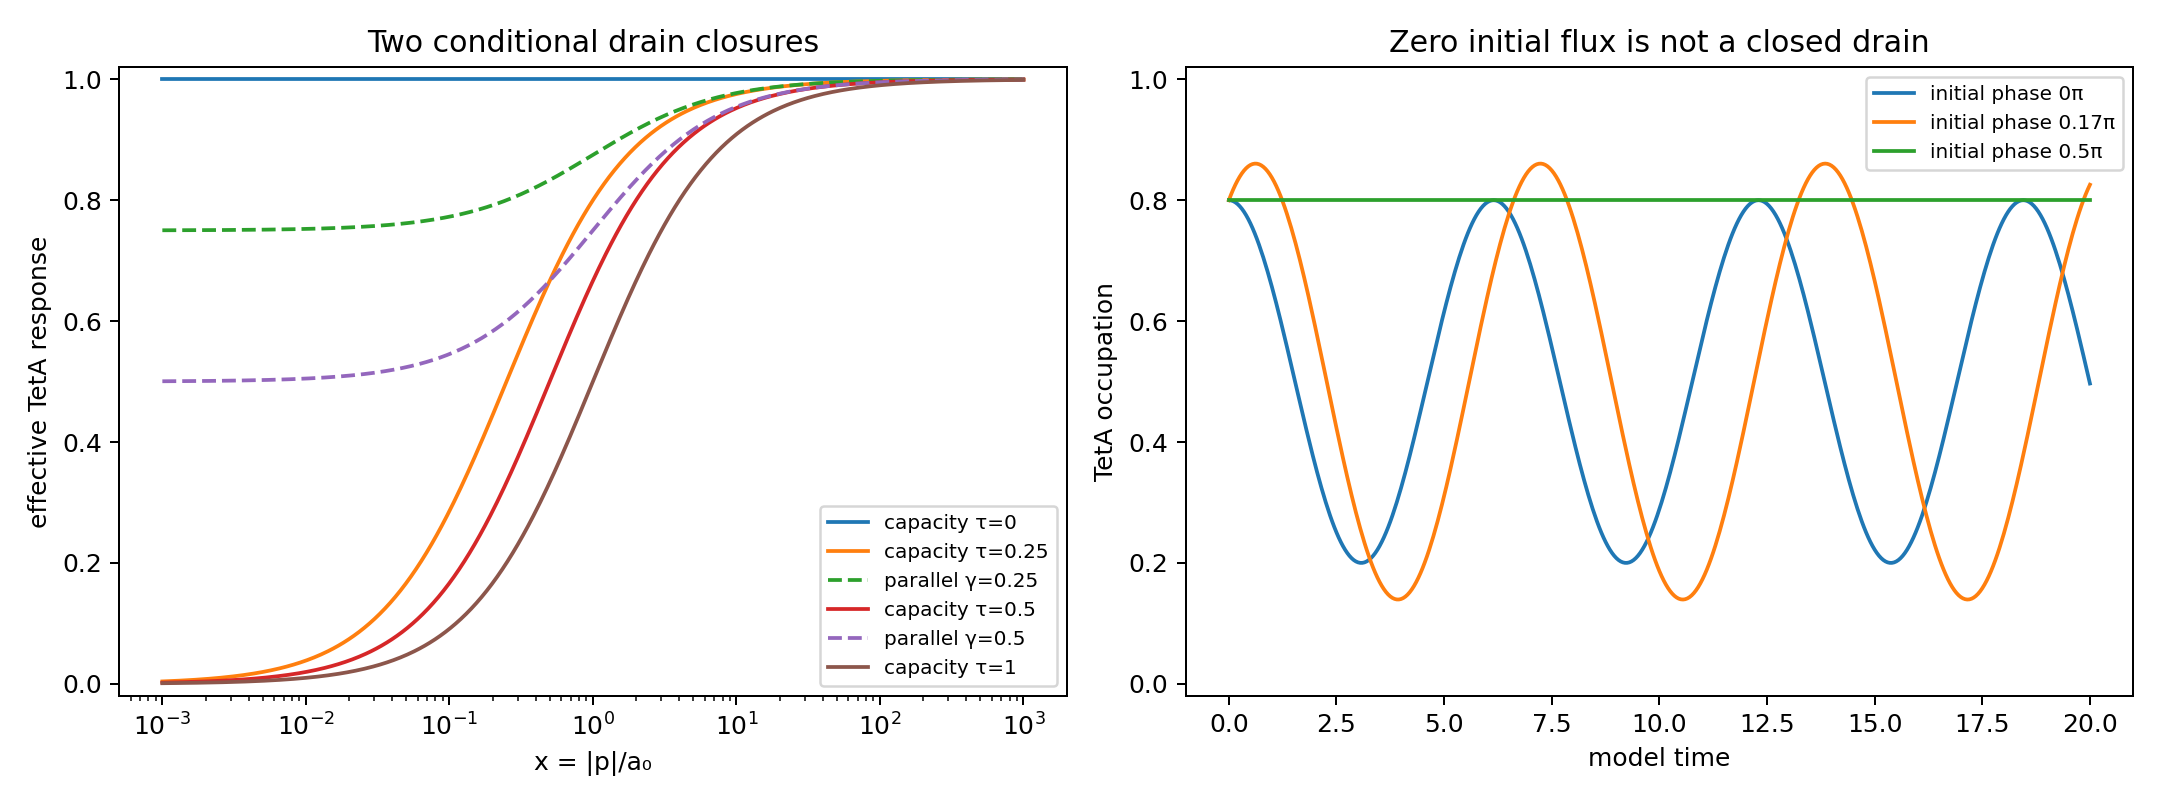 Two conditional drain closures
effective TetA response
1.0
0.8
0.6
0.4
0.2
0.0
capacity τ=0
capacity τ=0.25
parallel γ=0.25
capacity τ=0.5
parallel γ=0.5
capacity τ=1
10⁻³ 10⁻² 10⁻¹ 10⁰ 10¹ 10² 10³
x = |p|/a₀
Zero initial flux is not a closed drain
TetA occupation
1.0
0.8
0.6
0.4
0.2
0.0
initial phase 0π
initial phase 0.17π
initial phase 0.5π
0.0 2.5 5.0 7.5 10.0 12.5 15.0 17.5 20.0
model time